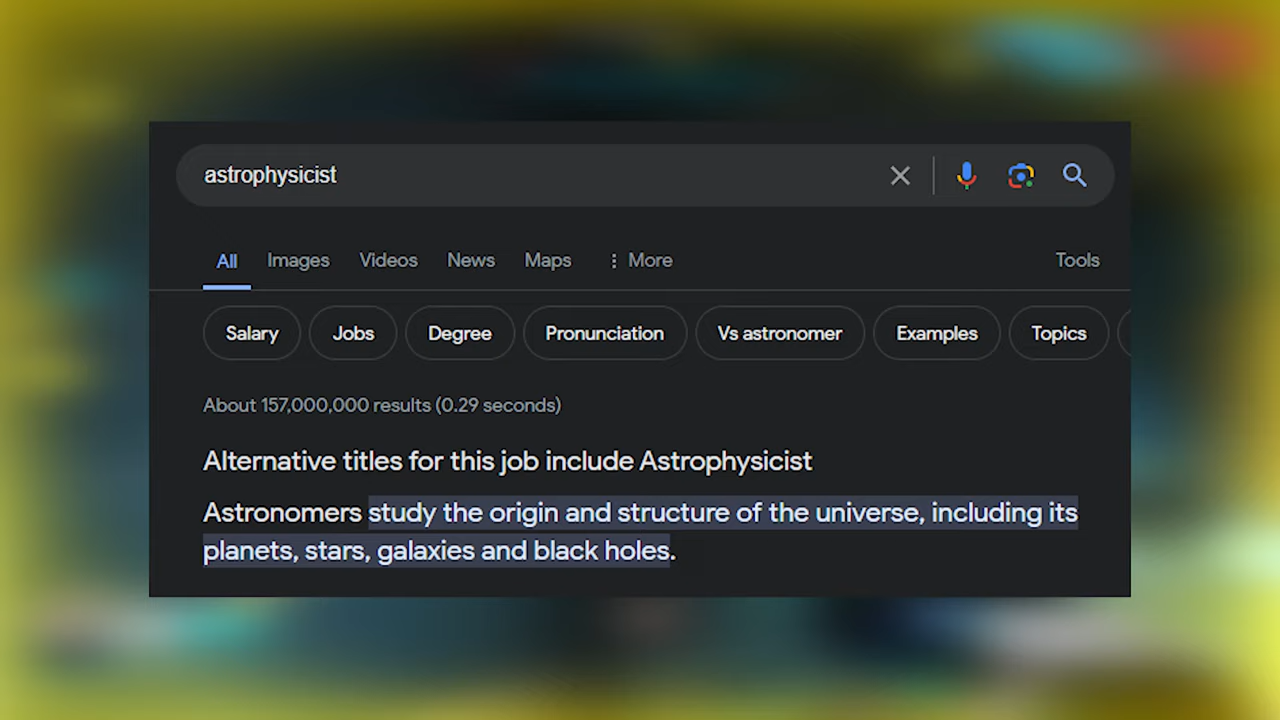 astrophysicist
All Images Videos News Maps More Tools
Salary Jobs Degree Pronunciation Vs astronomer Examples Topics
About 157,000,000 results (0.29 seconds)
Alternative titles for this job include Astrophysicist
Astronomers study the origin and structure of the universe, including its
planets, stars, galaxies and black holes.